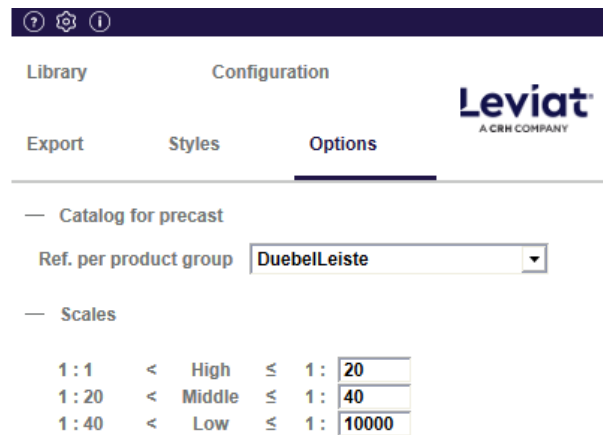 Library Configuration
Leviat
A CRH COMPANY
Export Styles Options
— Catalog for precast
Ref. per product group DuebelLeiste
— Scales
1 : 1 < High ≤ 1 : 20
1 : 20 < Middle ≤ 1 : 40
1 : 40 < Low ≤ 1 : 10000